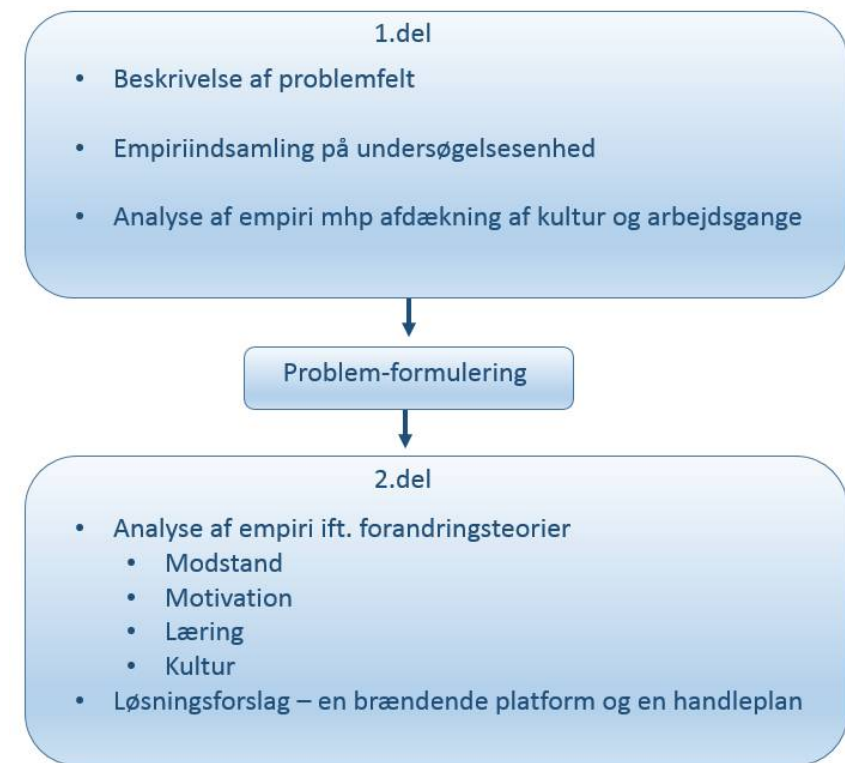 1.del
• Beskrivelse af problemfelt
• Empiriindsamling på undersøgelsesenhed
• Analyse af empiri mhp afdækning af kultur og arbejdsgange
Problem-formulering
2.del
• Analyse af empiri ift. forandringsteorier
• Modstand
• Motivation
• Læring
• Kultur
• Løsningsforslag – en brændende platform og en handleplan